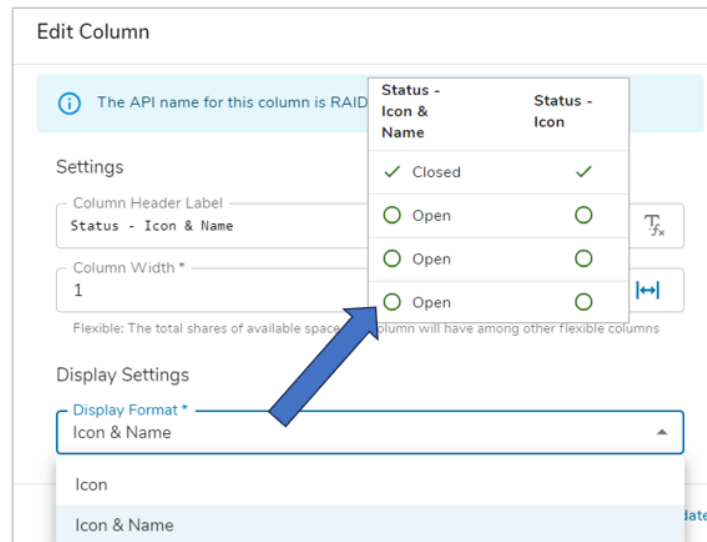 Edit Column
The API name for this column is RAID
Settings
Column Header Label
Status - Icon & Name
Column Width *
1
Flexible: The total shares of available space column will have among other flexible columns
Display Settings
Display Format *
Icon & Name
Icon
Icon & Name
Status - Icon & Name
Status - Icon
Closed
Open
Open
Open